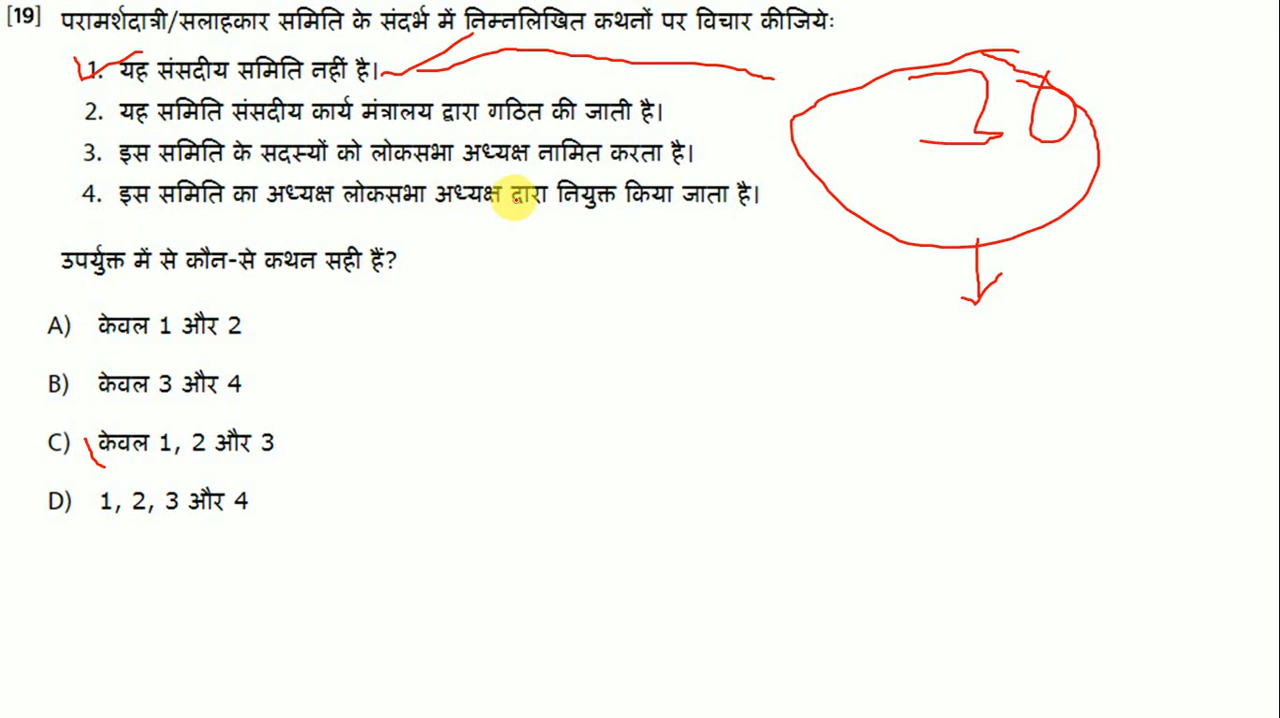 [19] परामर्शदात्री/सलाहकार समिति के संदर्भ में निम्नलिखित कथनों पर विचार कीजियेः
1. यह संसदीय समिति नहीं है।
2. यह समिति संसदीय कार्य मंत्रालय द्वारा गठित की जाती है।
3. इस समिति के सदस्यों को लोकसभा अध्यक्ष नामित करता है।
4. इस समिति का अध्यक्ष लोकसभा अध्यक्ष द्वारा नियुक्त किया जाता है।
उपर्युक्त में से कौन-से कथन सही हैं?
A) केवल 1 और 2
B) केवल 3 और 4
C) केवल 1, 2 और 3
D) 1, 2, 3 और 4